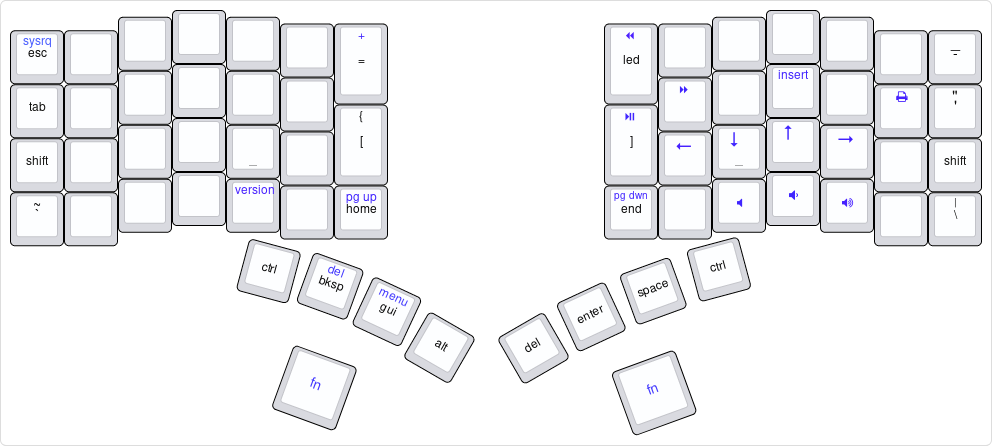 sysrq
esc
+
=
led
—
-
tab
insert
"
'
{
[
shift
_
]
_
shift
~
`
version
pg up
home
pg dwn
end
|
\
ctrl
del
bksp
menu
gui
alt
del
enter
space
ctrl
fn
fn